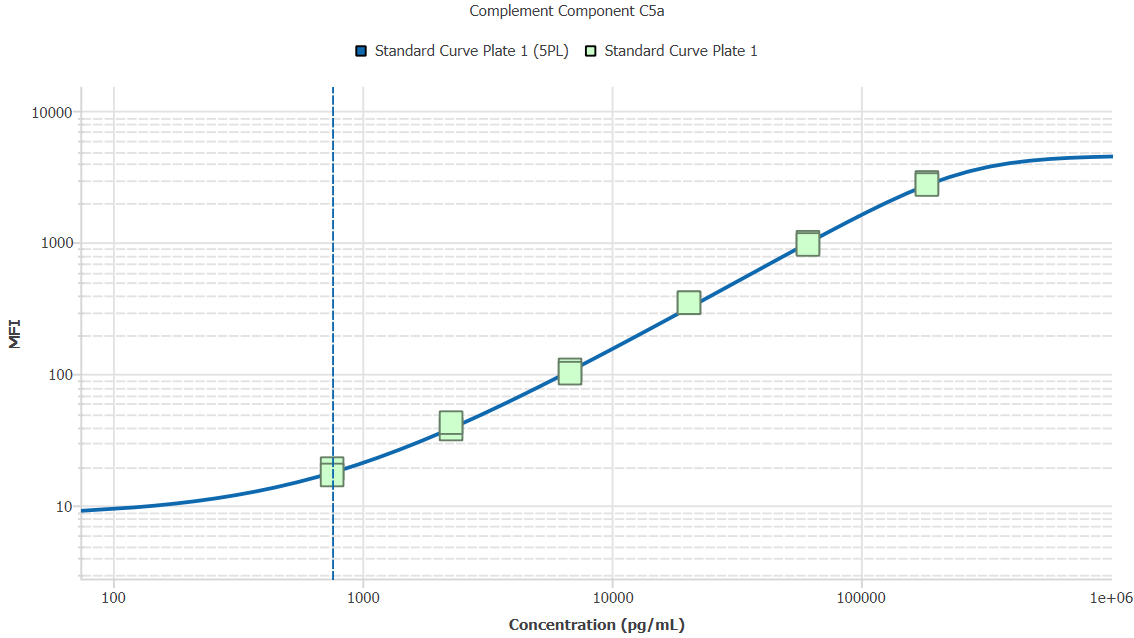 Complement Component C5a
Standard Curve Plate 1 (5PL) Standard Curve Plate 1
10000
1000
100
10
MFI
100 1000 10000 100000 1e+06
Concentration (pg/mL)